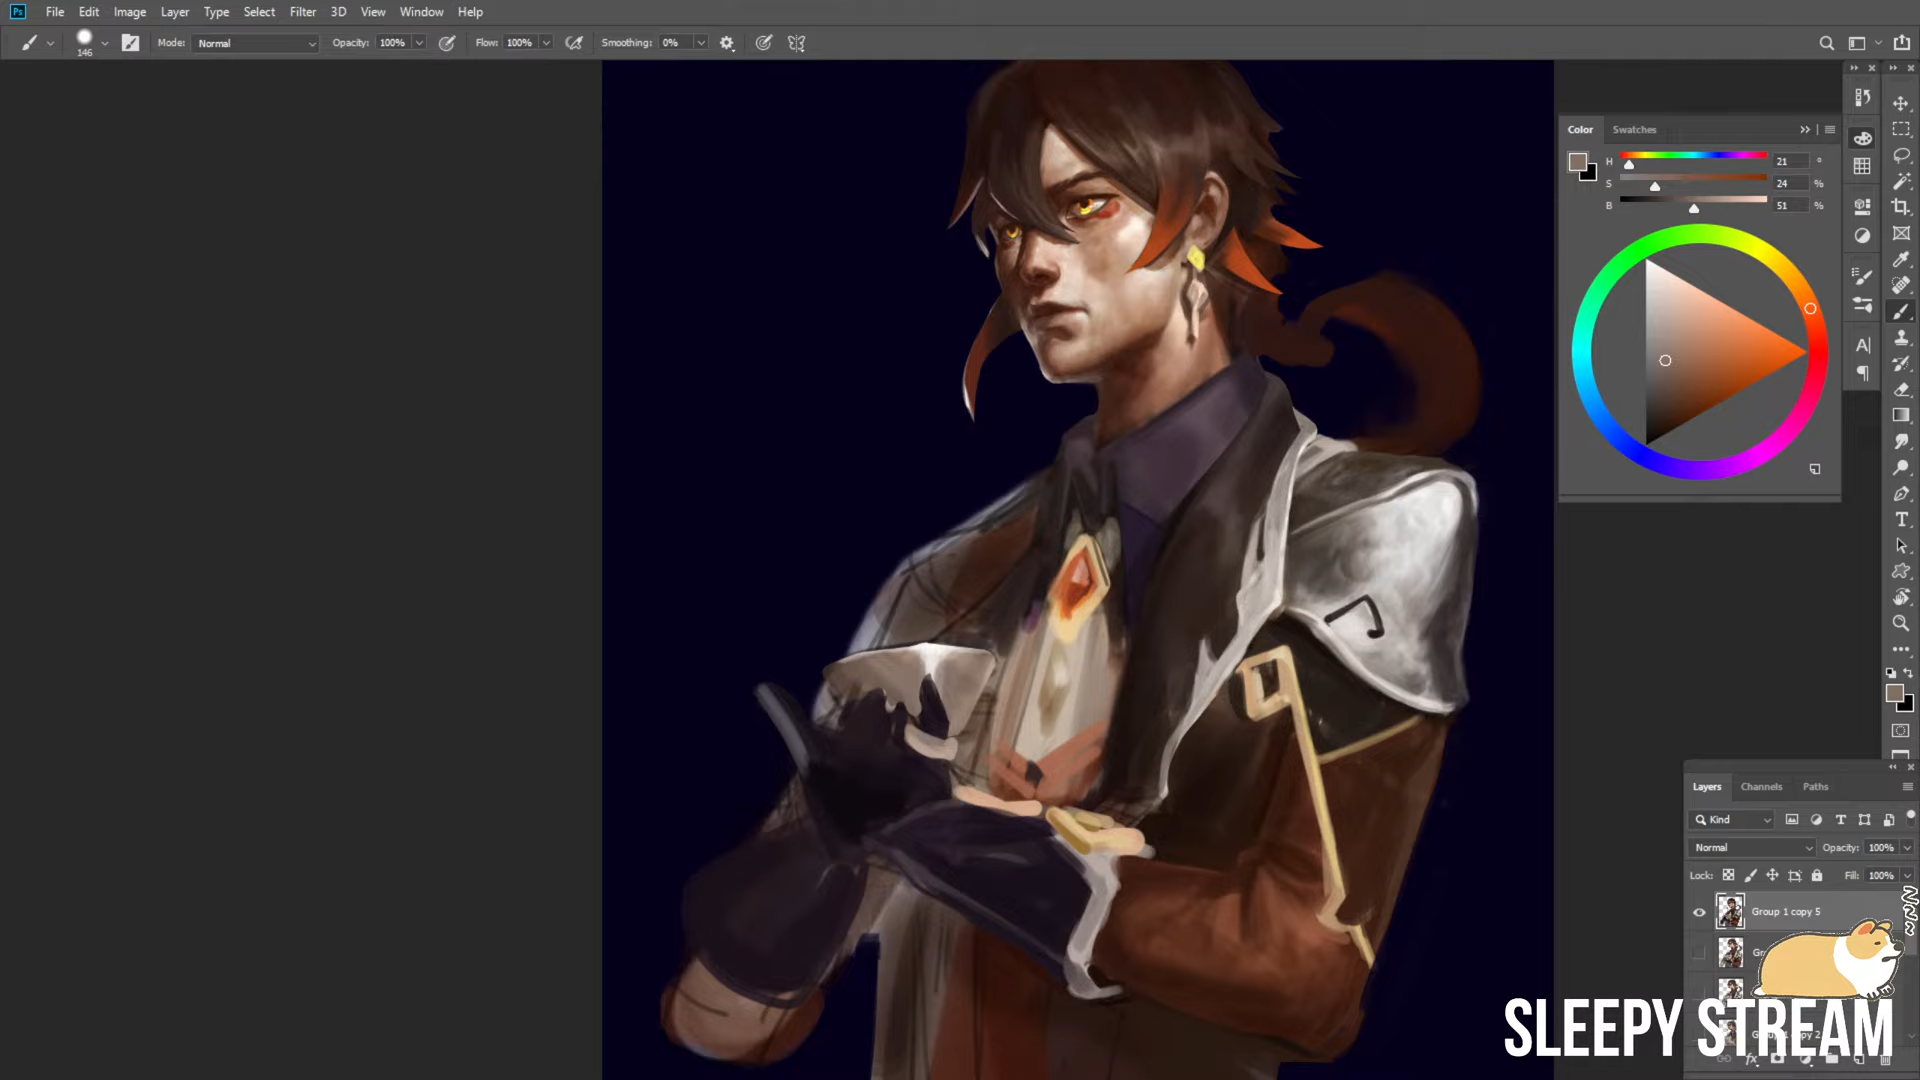 Ps File Edit Image Layer Type Select Filter 3D View Window Help
146 Mode: Normal Opacity: 100% Flow: 100% Smoothing: 0%
Color Swatches
H 21 °
S 24 %
B 51 %
Layers Channels Paths
Kind
Normal Opacity: 100%
Lock: Fill: 100%
Group 1 copy 5
SLEEPY STREAM